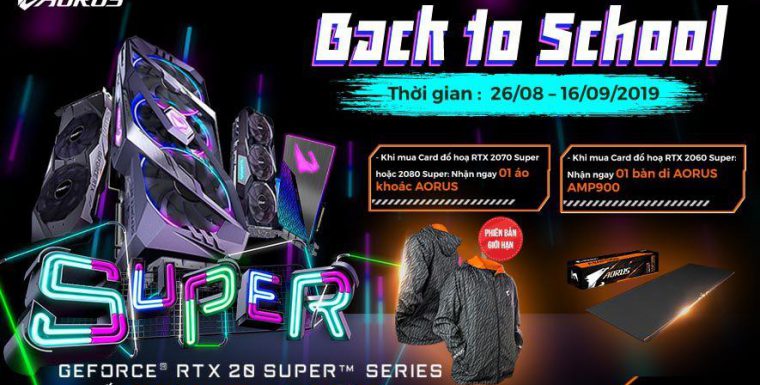 AORUS
Back to School
Thời gian : 26/08 – 16/09/2019
- Khi mua Card đồ hoạ RTX 2070 Super
hoặc 2080 Super: Nhận ngay 01 áo
khoác AORUS
- Khi mua Card đồ hoạ RTX 2060 Super:
Nhận ngay 01 bàn di AORUS
AMP900
PHIÊN BẢN
GIỚI HẠN
AORUS
SUPER
GEFORCE® RTX 20 SUPER™ SERIES